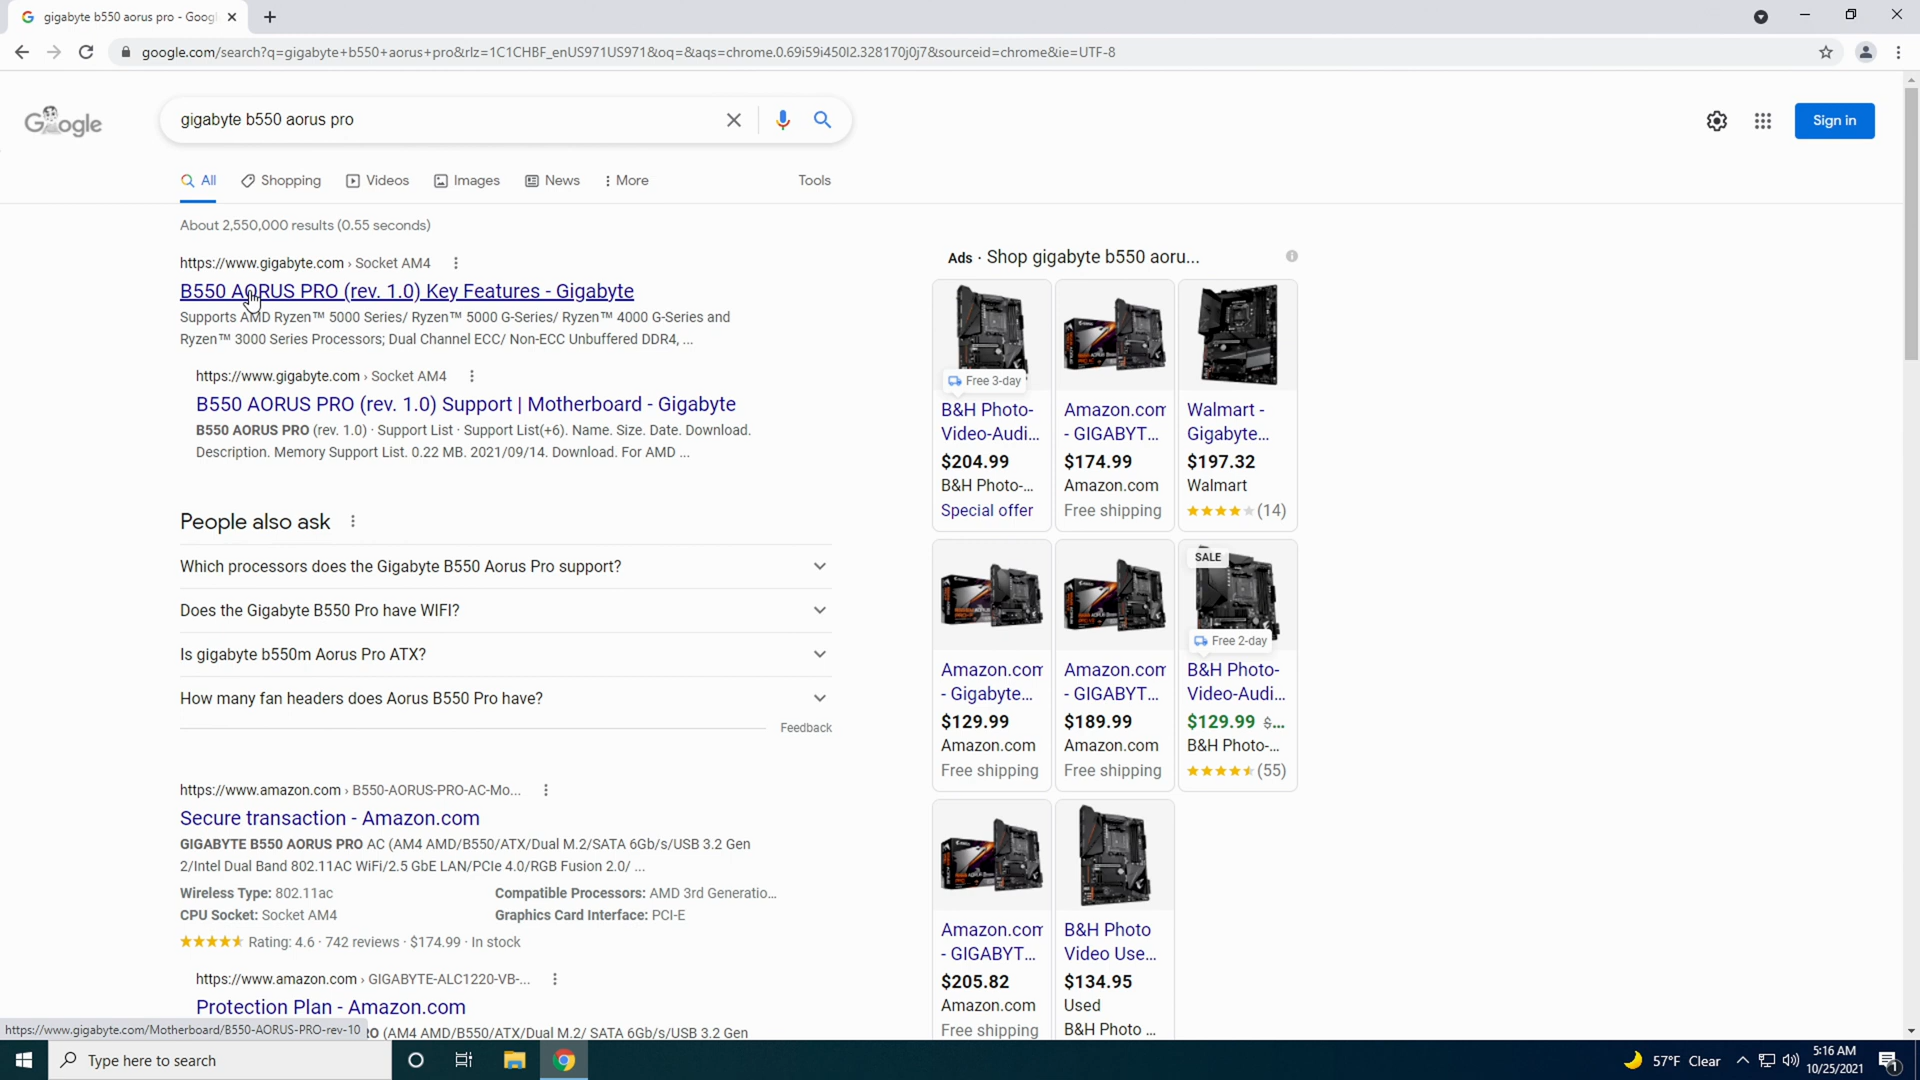 gigabyte b550 aorus pro - Goog
google.com/search?q=gigabyte+b550+aorus+pro&rlz=1C1CHBF_enUS971US971&oq=&aqs=chrome.0.69i59i450l2.328170j0j7&sourceid=chrome&ie=UTF-8
Google
gigabyte b550 aorus pro
Sign in
All
Shopping
Videos
Images
News
More
Tools
About 2,550,000 results (0.55 seconds)
https://www.gigabyte.com › Socket AM4
B550 AORUS PRO (rev. 1.0) Key Features - Gigabyte
Supports AMD Ryzen™ 5000 Series/ Ryzen™ 5000 G-Series/ Ryzen™ 4000 G-Series and
Ryzen™ 3000 Series Processors; Dual Channel ECC/ Non-ECC Unbuffered DDR4, ...
https://www.gigabyte.com › Socket AM4
B550 AORUS PRO (rev. 1.0) Support | Motherboard - Gigabyte
B550 AORUS PRO (rev. 1.0) · Support List · Support List(+6). Name. Size. Date. Download.
Description. Memory Support List. 0.22 MB. 2021/09/14. Download. For AMD ...
People also ask
Which processors does the Gigabyte B550 Aorus Pro support?
Does the Gigabyte B550 Pro have WIFI?
Is gigabyte b550m Aorus Pro ATX?
How many fan headers does Aorus B550 Pro have?
Feedback
https://www.amazon.com › B550-AORUS-PRO-AC-Mo...
Secure transaction - Amazon.com
GIGABYTE B550 AORUS PRO AC (AM4 AMD/B550/ATX/Dual M.2/SATA 6Gb/s/USB 3.2 Gen
2/Intel Dual Band 802.11AC WiFi/2.5 GbE LAN/PCIe 4.0/RGB Fusion 2.0/ ...
Wireless Type: 802.11ac
Compatible Processors: AMD 3rd Generatio...
CPU Socket: Socket AM4
Graphics Card Interface: PCI-E
Rating: 4.6 · 742 reviews · $174.99 · In stock
https://www.amazon.com › GIGABYTE-ALC1220-VB-...
Protection Plan - Amazon.com
RO (AM4 AMD/B550/ATX/Dual M.2/ SATA 6Gb/s/USB 3.2 Gen
https://www.gigabyte.com/Motherboard/B550-AORUS-PRO-rev-10
Ads · Shop gigabyte b550 aoru...
Free 3-day
B&H Photo-
Video-Audi...
$204.99
B&H Photo-...
Special offer
Amazon.com
- GIGABYT...
$174.99
Amazon.com
Free shipping
Walmart -
Gigabyte...
$197.32
Walmart
(14)
Amazon.com
- Gigabyte...
$129.99
Amazon.com
Free shipping
Amazon.com
- GIGABYT...
$189.99
Amazon.com
Free shipping
SALE
Free 2-day
B&H Photo-
Video-Audi...
$129.99 $...
B&H Photo-...
(55)
Amazon.com
- GIGABYT...
$205.82
Amazon.com
Free shipping
B&H Photo
Video Use...
$134.95
Used
B&H Photo ...
Type here to search
57°F Clear
5:16 AM
10/25/2021
1